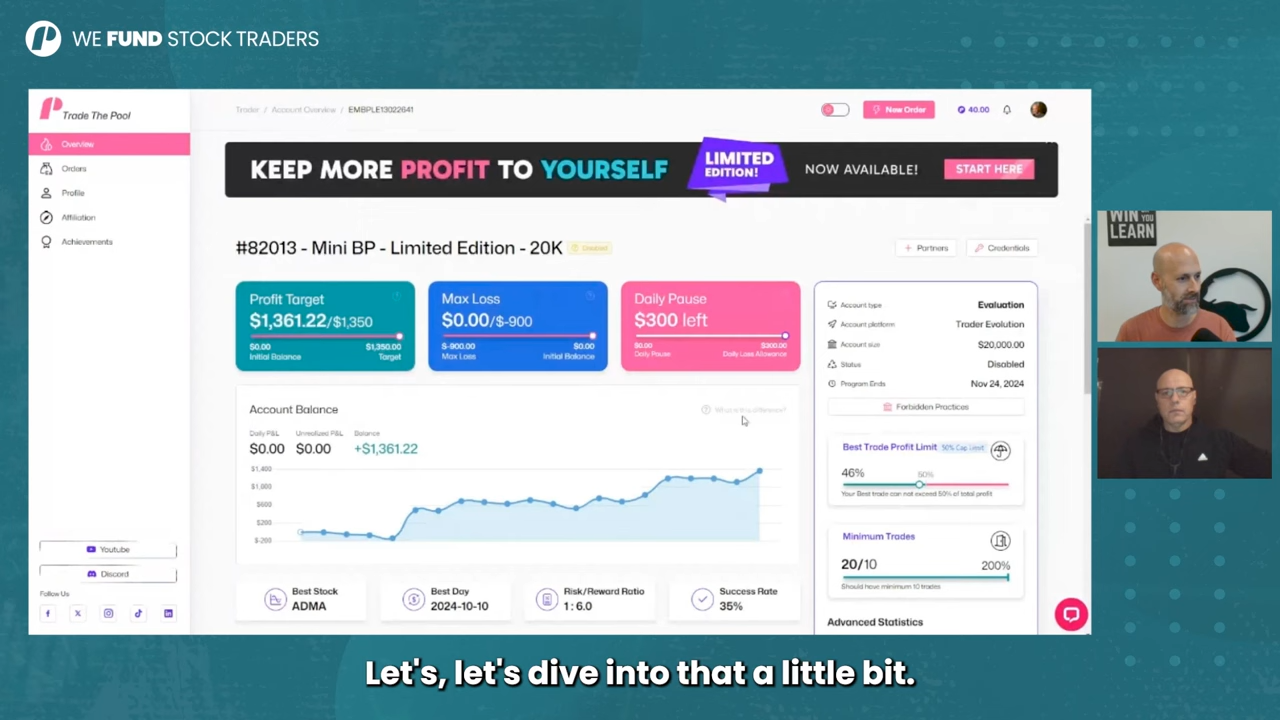 WE FUND STOCK TRADERS
Trade The Pool
Trader / Account Overview / EMBPLE13022641
New Order
40.00
Overview
Orders
Profile
Affiliation
Achievements
KEEP MORE PROFIT TO YOURSELF
LIMITED EDITION!
NOW AVAILABLE!
START HERE
#82013 - Mini BP - Limited Edition - 20K
Partners
Credentials
Profit Target
$1,361.22/$1,350
$0.00 $1,350.00
Initial Balance Target
Max Loss
$0.00/$-900
$-900.00 $0.00
Max Loss Initial Balance
Daily Pause
$300 left
$0.00 $300.00
Daily Pause Daily Loss Allowance
Account type Evaluation
Account platform Trader Evolution
Account size $20,000.00
Status Disabled
Program Ends Nov 24, 2024
Forbidden Practices
Account Balance
What is the difference?
Daily P&L Unrealized P&L Balance
$0.00 $0.00 +$1,361.22
$1,400
$1,000
$600
$200
$-200
Best Trade Profit Limit 50% Cap Limit
46% 50%
Your Best trade can not exceed 50% of total profit
Minimum Trades
20/10 200%
Should have minimum 10 trades
Advanced Statistics
Best Stock
ADMA
Best Day
2024-10-10
Risk/Reward Ratio
1 : 6.0
Success Rate
35%
Youtube
Discord
Follow Us
WIN
YOU
LEARN
Let's, let's dive into that a little bit.